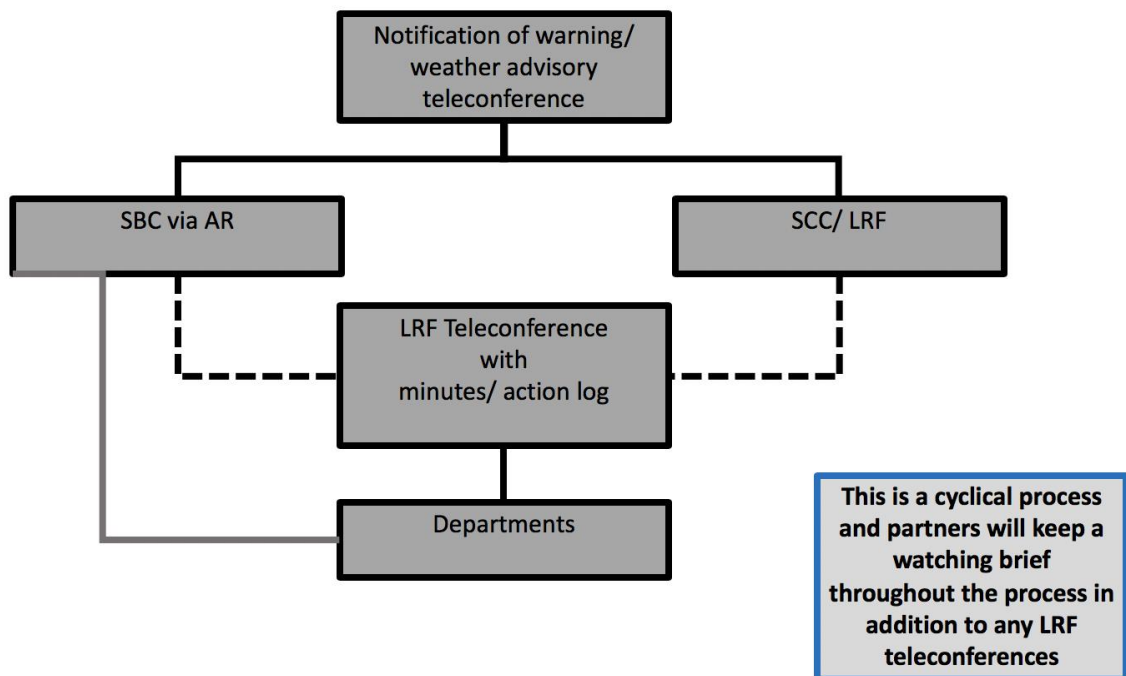 Notification of warning/
weather advisory
teleconference
SBC via AR
SCC/ LRF
LRF Teleconference
with
minutes/ action log
Departments
This is a cyclical process
and partners will keep a
watching brief
throughout the process in
addition to any LRF
teleconferences